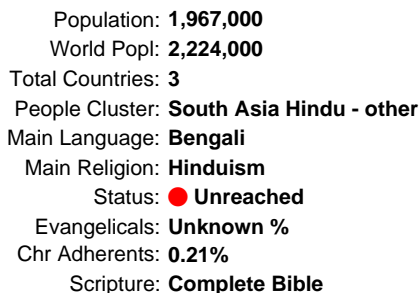 Population: 1,967,000
World Popl: 2,224,000
Total Countries: 3
People Cluster: South Asia Hindu - other
Main Language: Bengali
Main Religion: Hinduism
Status: Unreached
Evangelicals: Unknown %
Chr Adherents: 0.21%
Scripture: Complete Bible